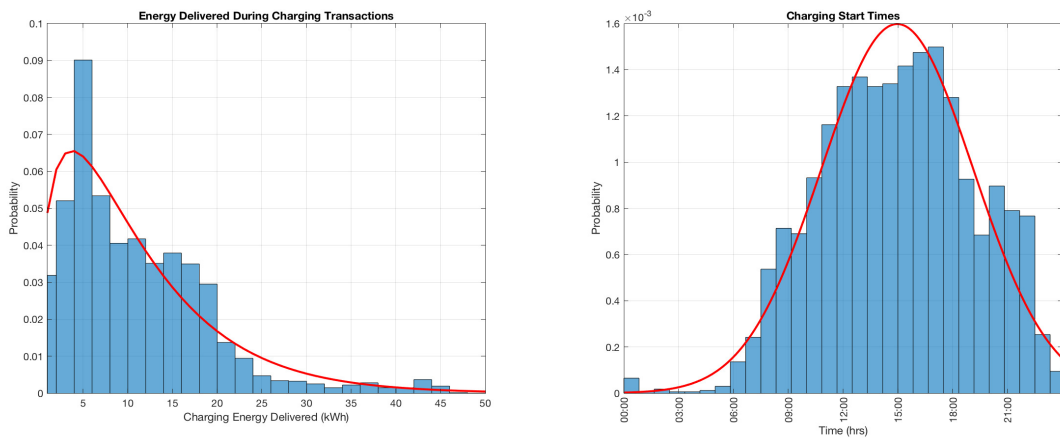 Energy Delivered During Charging Transactions
0.1
0.09
0.08
0.07
0.06
0.05
0.04
0.03
0.02
0.01
0
Probability
5 10 15 20 25 30 35 40 45 50
Charging Energy Delivered (kWh)
Charging Start Times
×10⁻³
1.6
1.4
1.2
1
0.8
0.6
0.4
0.2
0
Probability
00:00 03:00 06:00 09:00 12:00 15:00 18:00 21:00
Time (hrs)